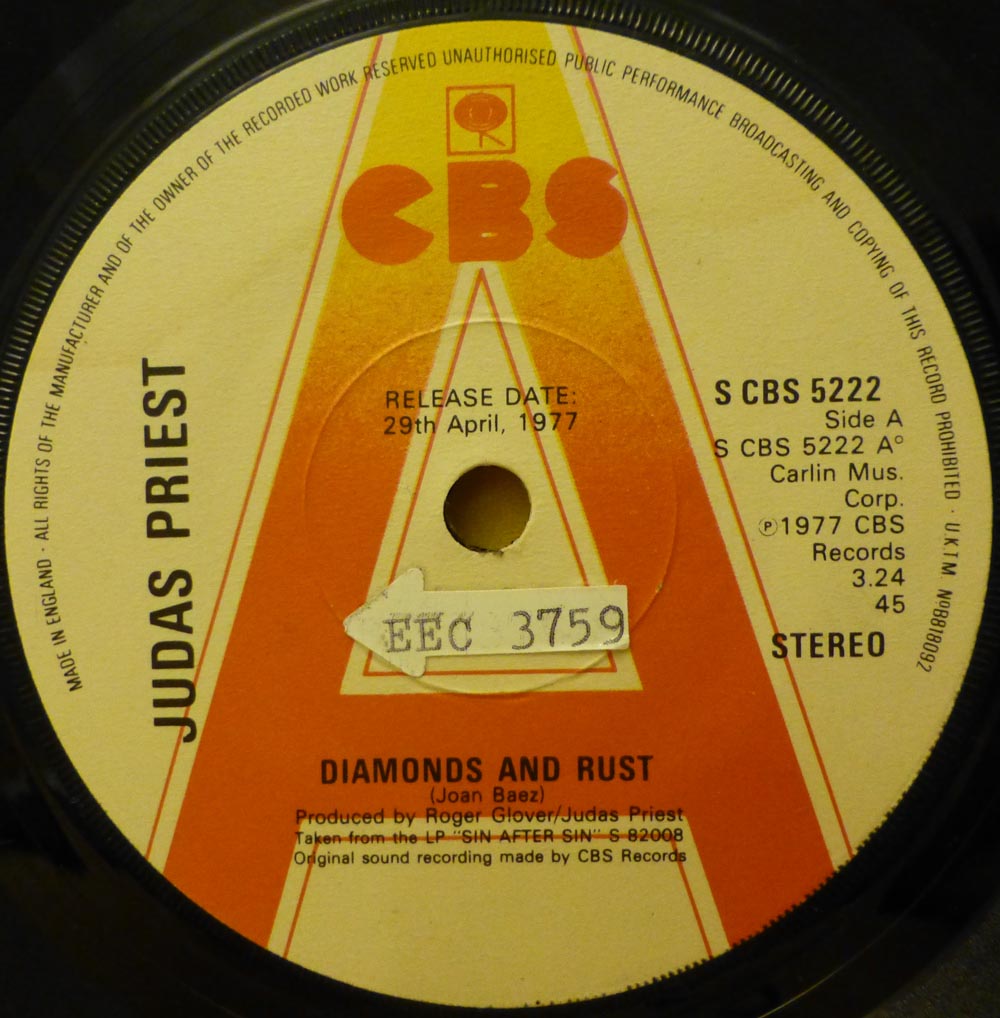 MADE IN ENGLAND · ALL RIGHTS OF THE MANUFACTURER AND OF THE OWNER OF THE RECORDED WORK RESERVED UNAUTHORISED PUBLIC PERFORMANCE BROADCASTING AND COPYING OF THIS RECORD PROHIBITED · U.K.T.M. Nº B818092
CBS
JUDAS PRIEST
RELEASE DATE:
29th April, 1977
S CBS 5222
Side A
S CBS 5222 A°
Carlin Mus.
Corp.
℗1977 CBS
Records
3.24
45
STEREO
EEC 3759
A
DIAMONDS AND RUST
(Joan Baez)
Produced by Roger Glover/Judas Priest
Taken from the LP "SIN AFTER SIN" S 82008
Original sound recording made by CBS Records